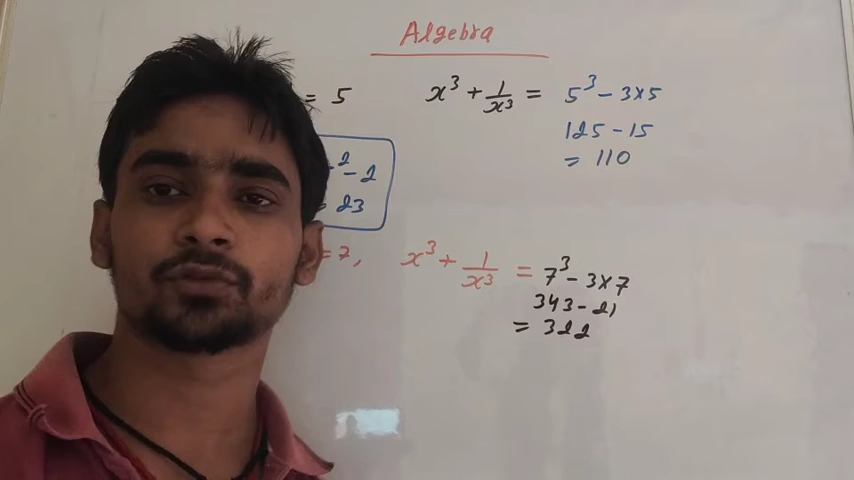 Algebra
= 5
x³ + 1/x³ = 5³ - 3×5
125 - 15
= 110
² - 2
= 23
= 7, x³ + 1/x³ = 7³ - 3×7
343 - 21
= 322